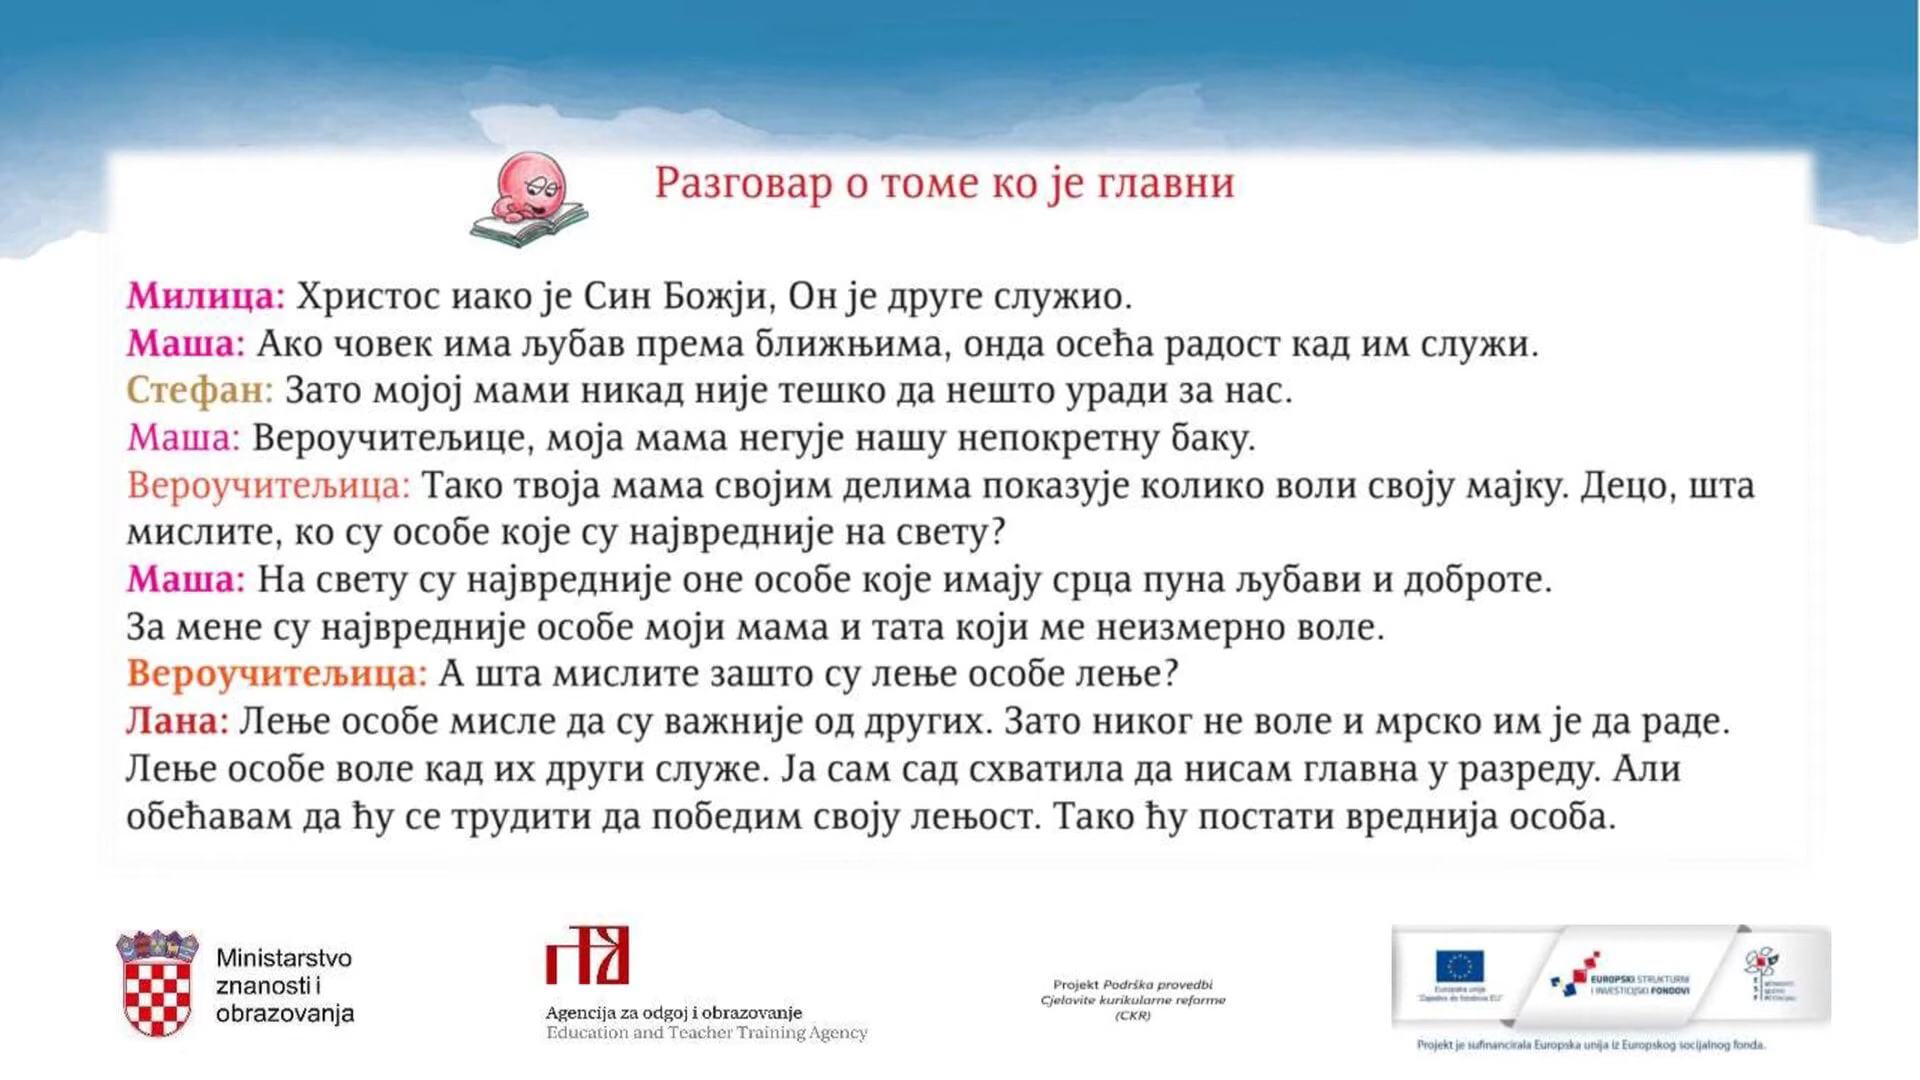 Разговар о томе ко је главни
Милица: Христос иако је Син Божји, Он је друге служио.
Маша: Ако човек има љубав према ближњима, онда осећа радост кад им служи.
Стефан: Зато мојој мами никад није тешко да нешто уради за нас.
Маша: Вероучитељице, моја мама негује нашу непокретну баку.
Вероучитељица: Тако твоја мама својим делима показује колико воли своју мајку. Децо, шта
мислите, ко су особе које су највредније на свету?
Маша: На свету су највредније оне особе које имају срца пуна љубави и доброте.
За мене су највредније особе моји мама и тата који ме неизмерно воле.
Вероучитељица: А шта мислите зашто су лење особе лење?
Лана: Лење особе мисле да су важније од других. Зато никог не воле и мрско им је да раде.
Лење особе воле кад их други служе. Ја сам сад схватила да нисам главна у разреду. Али
обећавам да ћу се трудити да победим своју лењост. Тако ћу постати вреднија особа.
Ministarstvo
znanosti i
obrazovanja
Agencija za odgoj i obrazovanje
Education and Teacher Training Agency
Projekt Podrška provedbi
Cjelovite kurikularne reforme
(CKR)
Europska unija
"Zajedno do fondova EU"
EUROPSKI STRUKTURNI
I INVESTICIJSKI FONDOVI
Projekt je sufinancirala Europska unija iz Europskog socijalnog fonda.